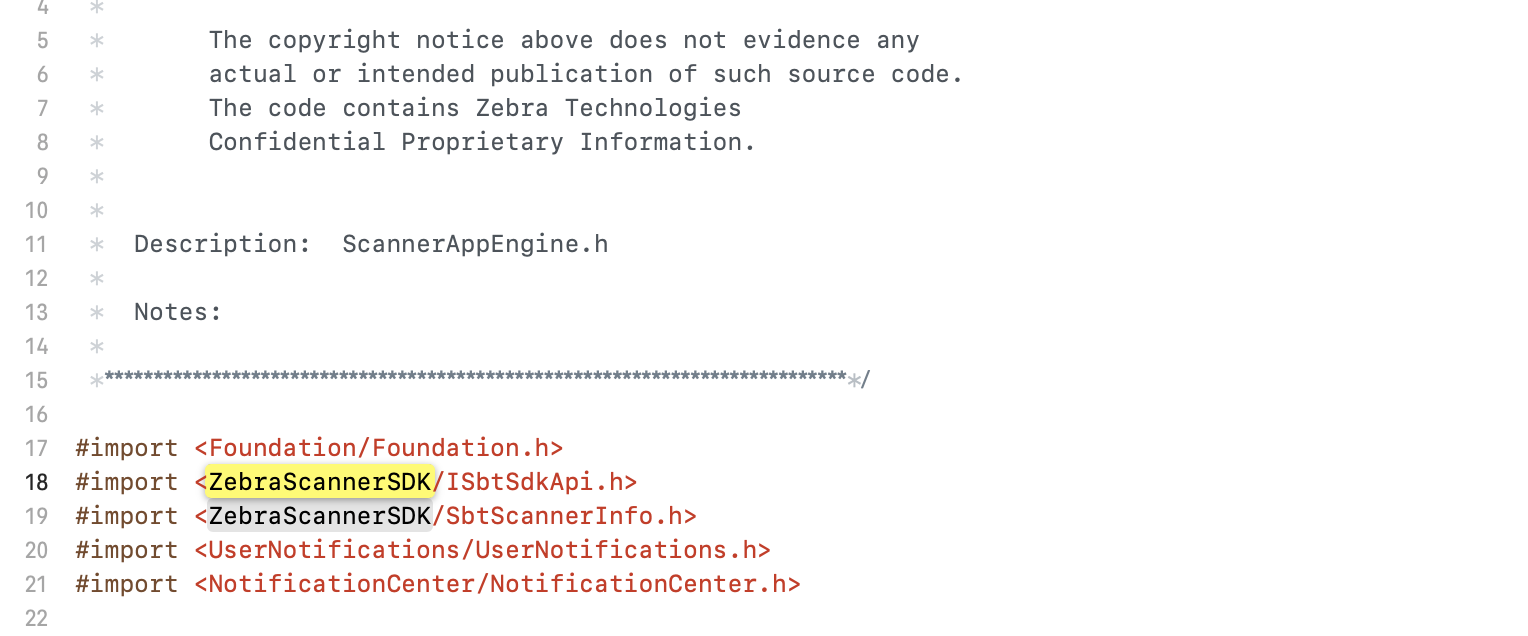 4 *
5 * The copyright notice above does not evidence any
6 * actual or intended publication of such source code.
7 * The code contains Zebra Technologies
8 * Confidential Proprietary Information.
9 *
10 *
11 * Description: ScannerAppEngine.h
12 *
13 * Notes:
14 *
15 *****************************************************************************/
16
17 #import <Foundation/Foundation.h>
18 #import <ZebraScannerSDK/ISbtSdkApi.h>
19 #import <ZebraScannerSDK/SbtScannerInfo.h>
20 #import <UserNotifications/UserNotifications.h>
21 #import <NotificationCenter/NotificationCenter.h>
22